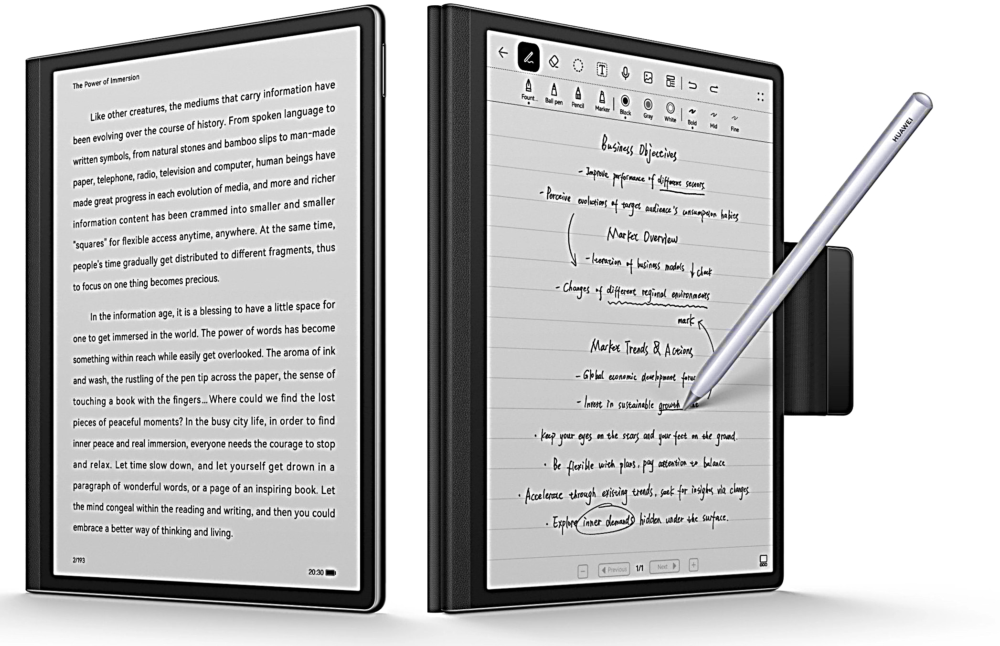 The Power of Immersion
Like other creatures, the mediums that carry information have
been evolving over the course of history. From spoken language to
written symbols, from natural stones and bamboo slips to man-made
paper, telephone, radio, television and computer, human beings have
made great progress in each evolution of media, and more and richer
information content has been crammed into smaller and smaller
"squares" for flexible access anytime, anywhere. At the same time,
people's time gradually get distributed to different fragments, thus
to focus on one thing becomes precious.
In the information age, it is a blessing to have a little space for
one to get immersed in the world. The power of words has become
something within reach while easily get overlooked. The aroma of ink
and wash, the rustling of the pen tip across the paper, the sense of
touching a book with the fingers...Where could we find the lost
pieces of peaceful moments? In the busy city life, in order to find
inner peace and real immersion, everyone needs the courage to stop
and relax. Let time slow down, and let yourself get drown in a
paragraph of wonderful words, or a page of an inspiring book. Let
the mind congeal within the reading and writing, and then you could
embrace a better way of thinking and living.
2/193
20:30
T
Fount...
Ball pen
Pencil
Marker
Black
Gray
White
Bold
Mid
Fine
Business Objectives
- Improve performance of different sectors
- Perceive evolutions of target audience's consumption habits
Market Overview
- Iteration of business models ↓ check
- Changes of different regional environments
mark
Market Trends & Actions
- Global economic development
- Invest in sustainable growth
· Keep your eyes on the stars and your feet on the ground.
· Be flexible with plans, pay attention to balance
· Accelerate through existing trends, seek for insights via changes
· Explore inner demands hidden under the surface.
Previous
1/1
Next
HUAWEI